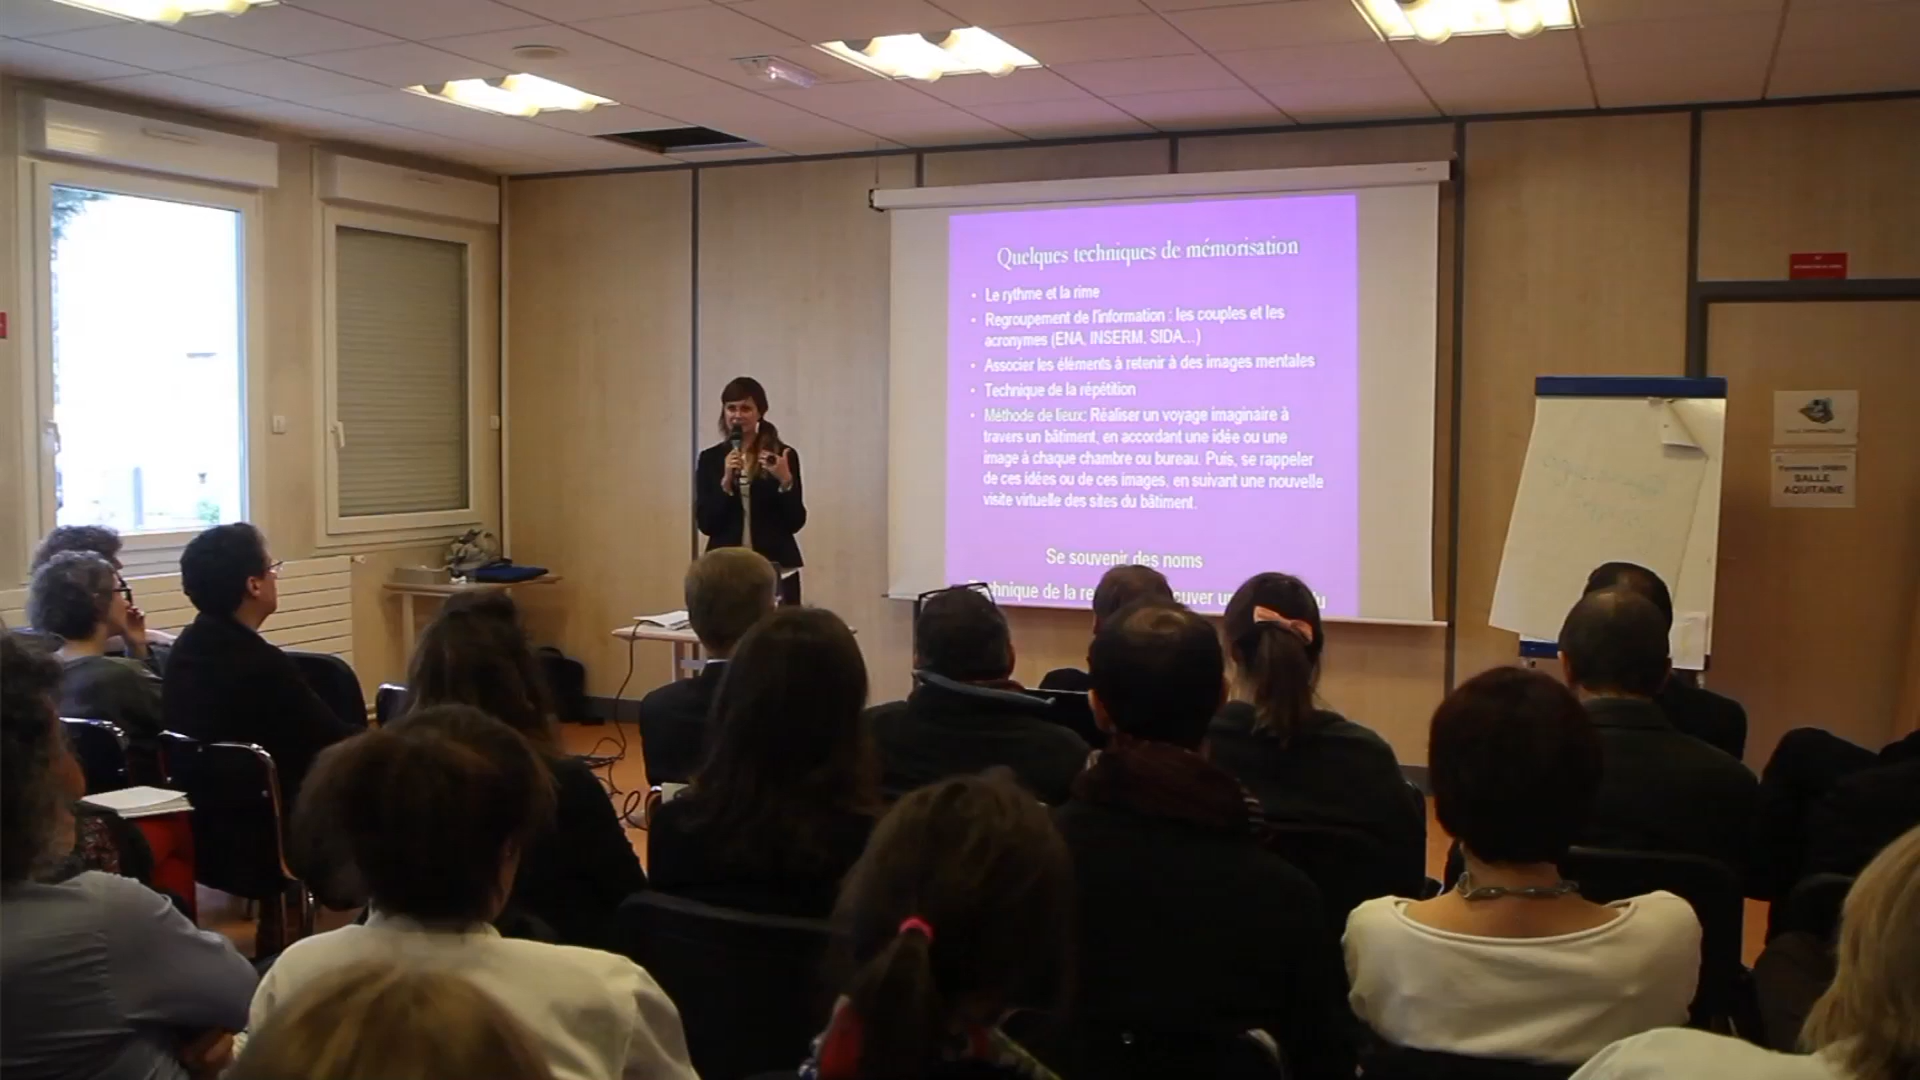 Quelques techniques de mémorisation
• Le rythme et la rime
• Regroupement de l'information : les couples et les
acronymes (ENA, INSERM, SIDA...)
• Associer les éléments à retenir à des images mentales
• Technique de la répétition
• Méthode de lieux: Réaliser un voyage imaginaire à
travers un bâtiment, en accordant une idée ou une
image à chaque chambre ou bureau. Puis, se rappeler
de ces idées ou de ces images, en suivant une nouvelle
visite virtuelle des sites du bâtiment.
Se souvenir des noms
de la
SALLE
AQUITAINE